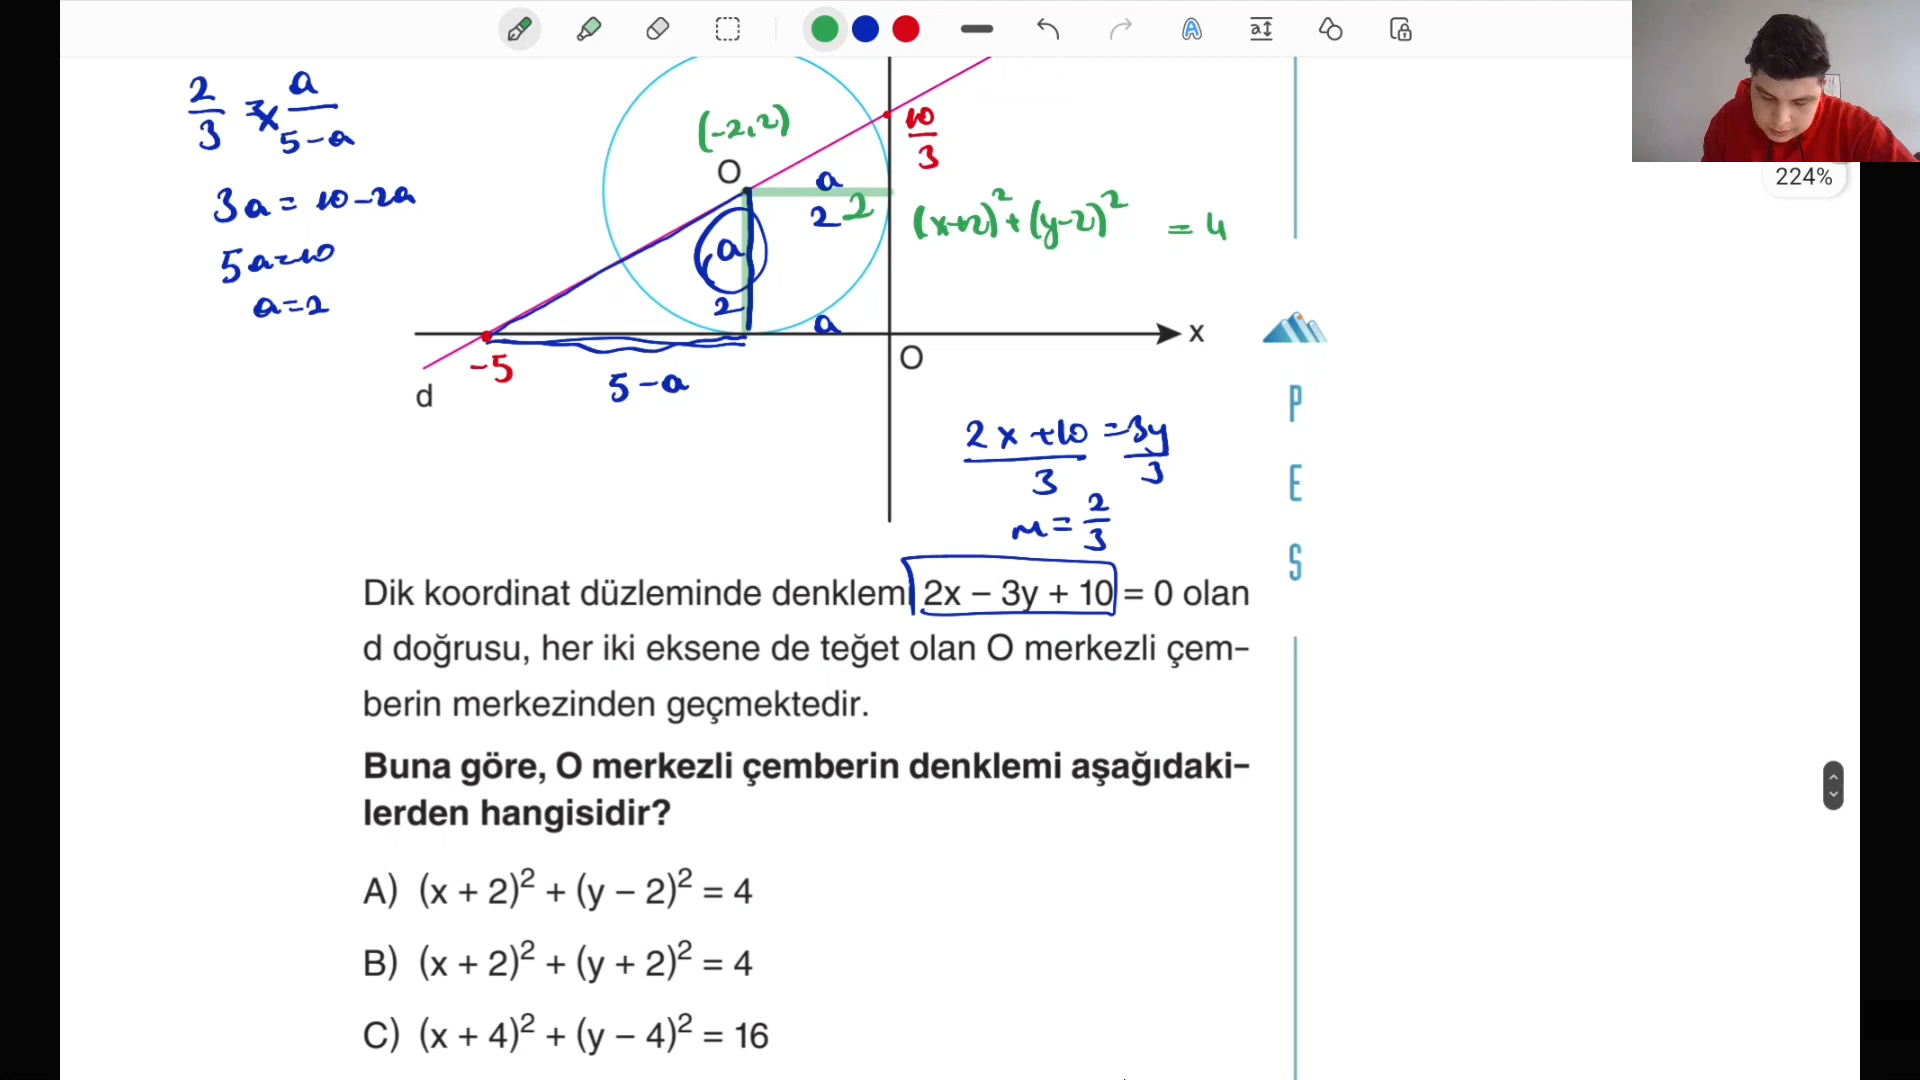 224%
2/3 = a/(5-a)
3a = 10-2a
5a=10
a=2
(-2,2)
O
10/3
a
2 2
(x+2)² + (y-2)² = 4
a
2
a
x
O
-5
5-a
d
(2x+10)/3 = 3y/3
m = 2/3
P
E
S
Dik koordinat düzleminde denklemi 2x − 3y + 10 = 0 olan
d doğrusu, her iki eksene de teğet olan O merkezli çem-
berin merkezinden geçmektedir.
Buna göre, O merkezli çemberin denklemi aşağıdaki-
lerden hangisidir?
A) (x + 2)² + (y − 2)² = 4
B) (x + 2)² + (y + 2)² = 4
C) (x + 4)² + (y − 4)² = 16